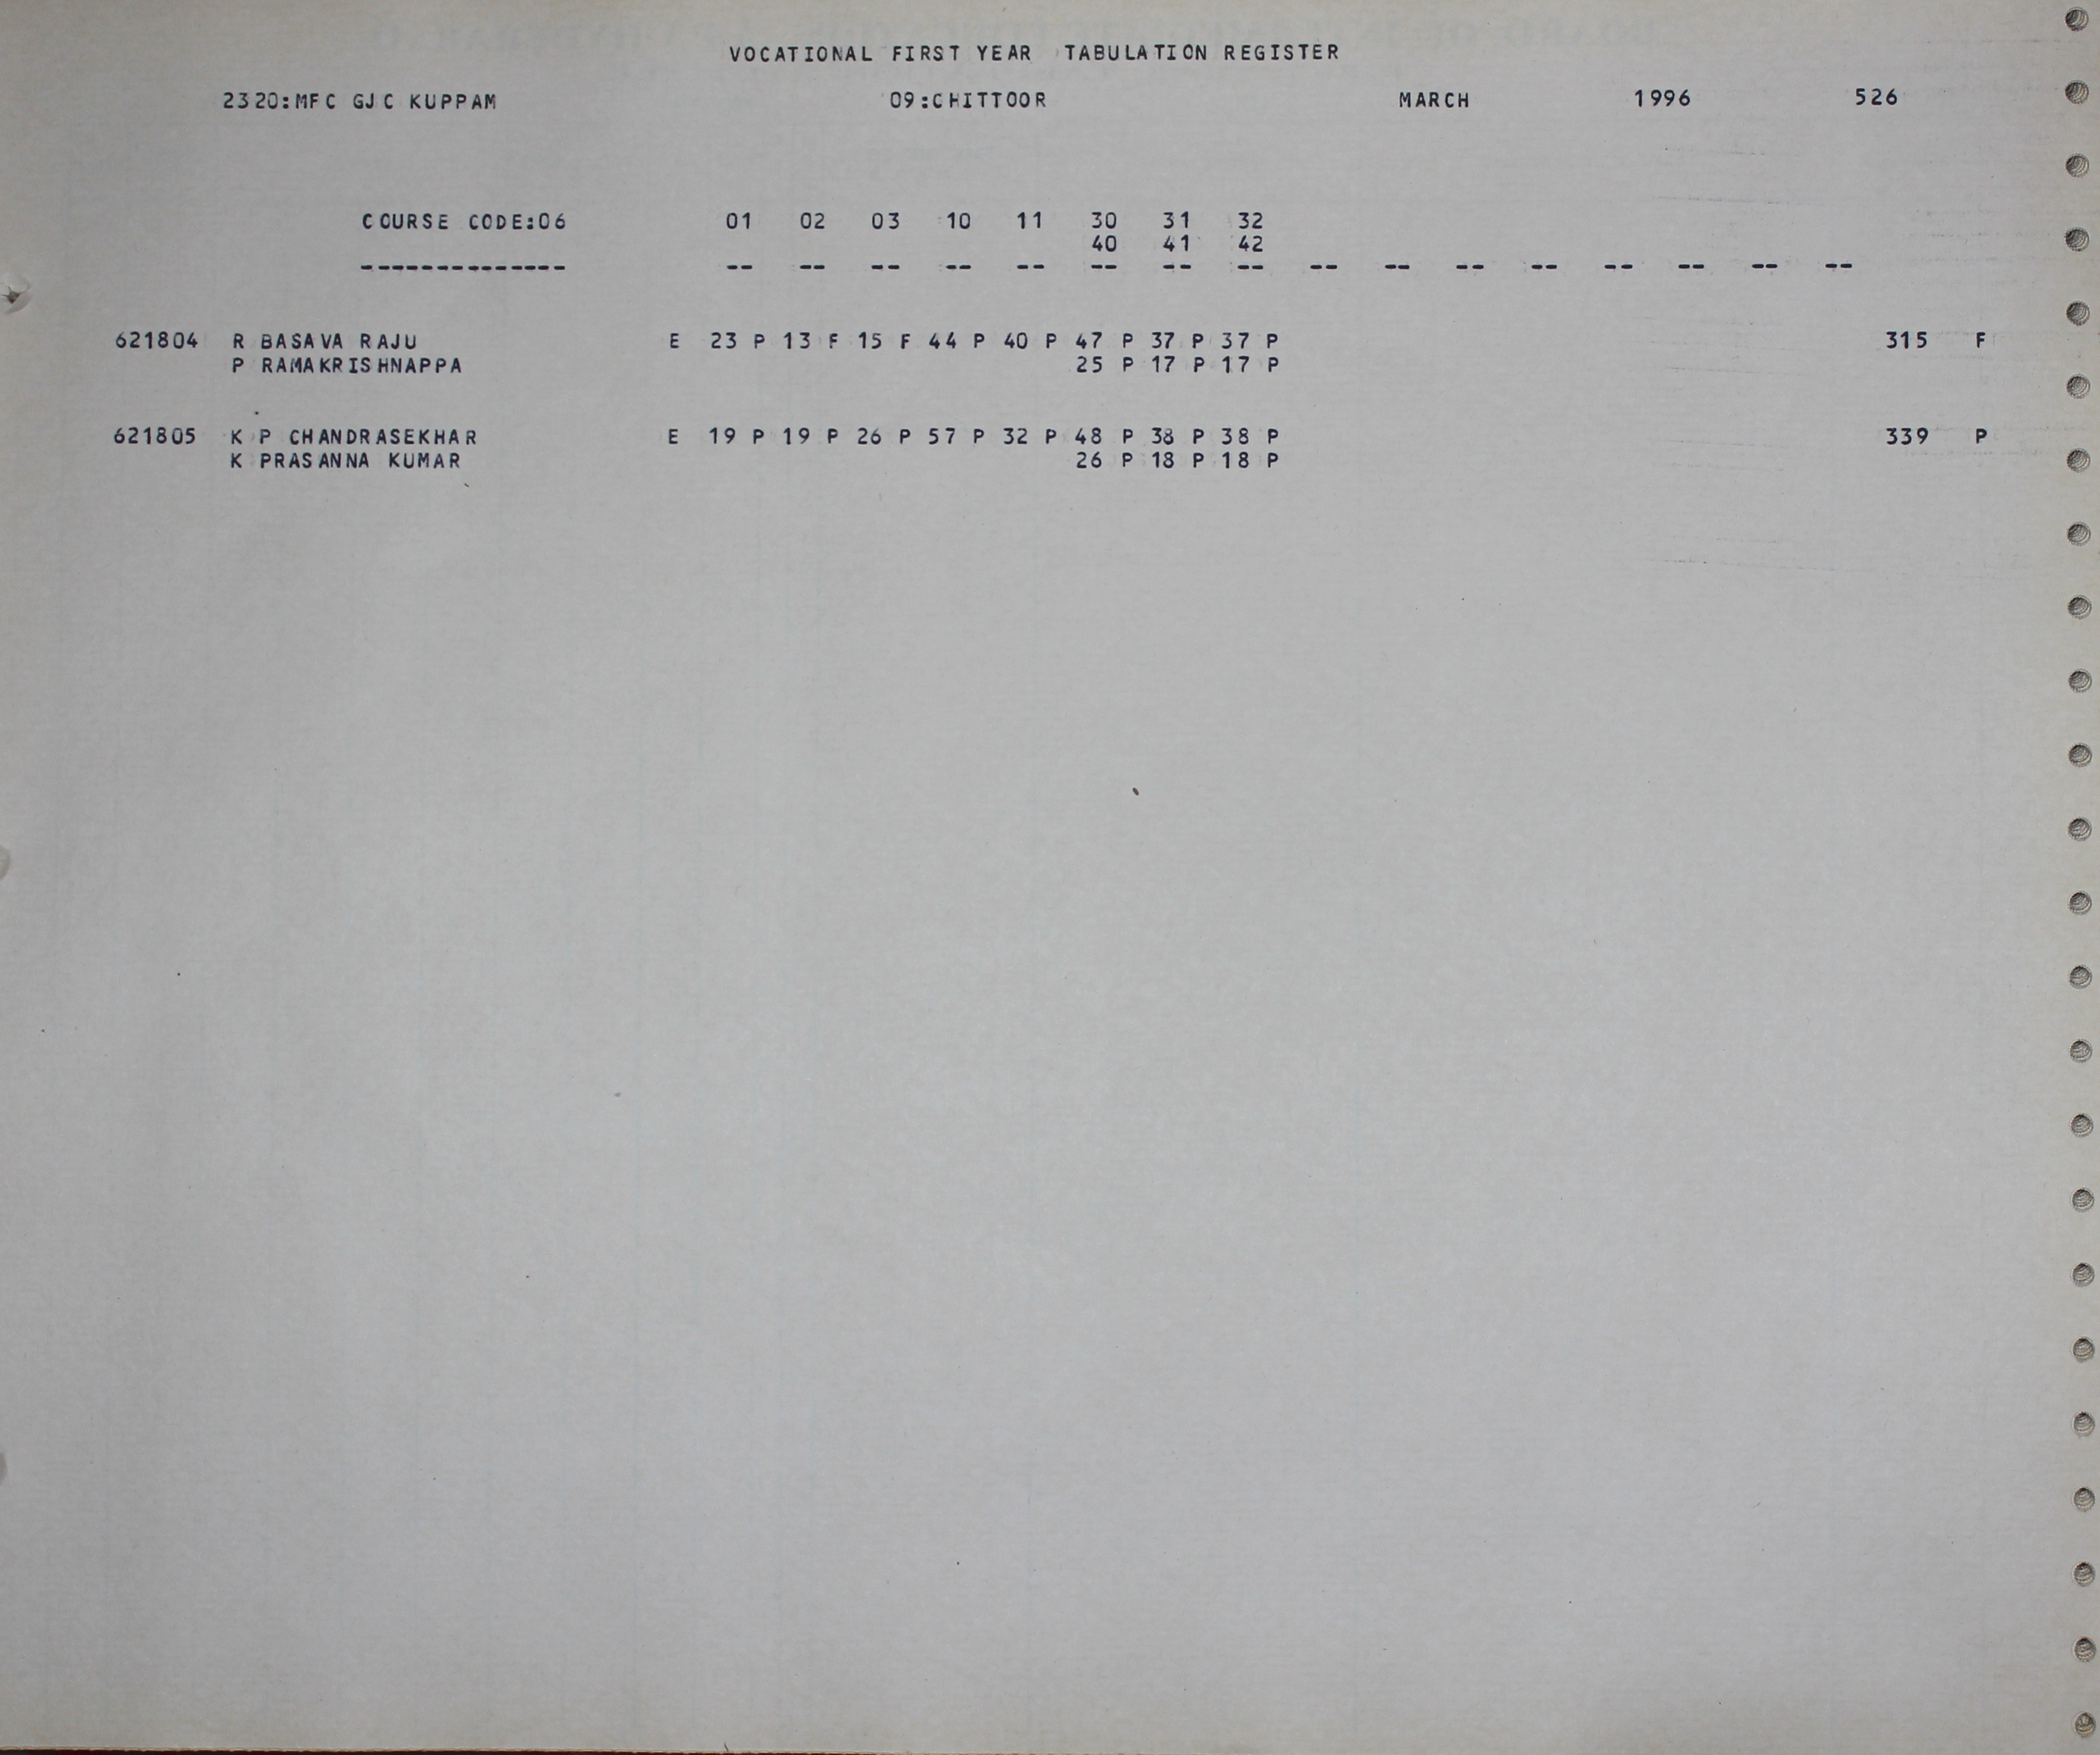 VOCATIONAL FIRST YEAR TABULATION REGISTER
2320:MFC GJC KUPPAM 09:CHITTOOR MARCH 1996 526
COURSE CODE:06 01 02 03 10 11 30 31 32
40 41 42
-------------- -- -- -- -- -- -- -- -- -- -- -- -- -- -- -- --
621804 R BASAVA RAJU E 23 P 13 F 15 F 44 P 40 P 47 P 37 P 37 P 315 F
P RAMAKRISHNAPPA 25 P 17 P 17 P
621805 K P CHANDRASEKHAR E 19 P 19 P 26 P 57 P 32 P 48 P 38 P 38 P 339 P
K PRASANNA KUMAR 26 P 18 P 18 P